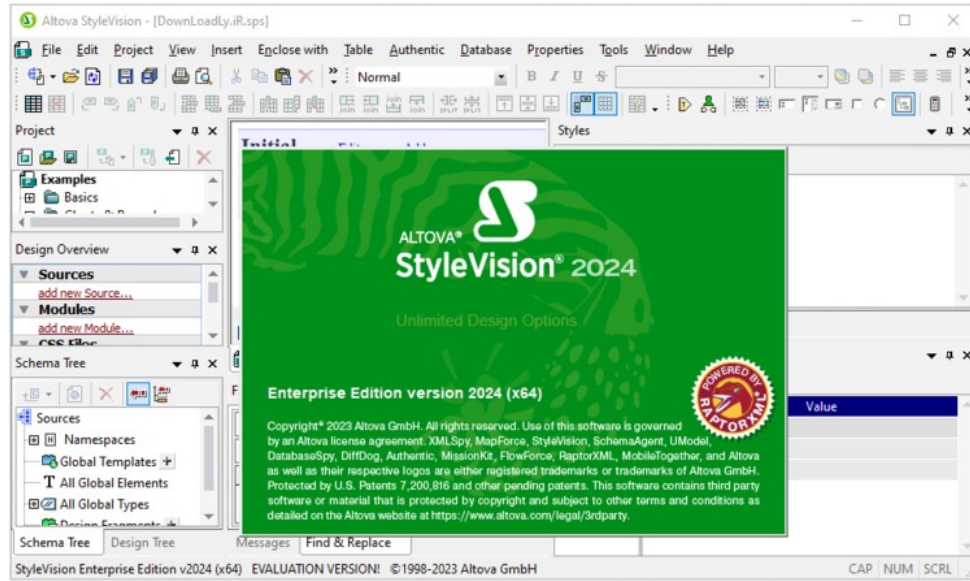 Altova StyleVision - [DownLoadLy.iR.sps]
File Edit Project View Insert Enclose with Table Authentic Database Properties Tools Window Help
Normal
B I U S
Project
Styles
Initial
Examples
Basics
Design Overview
Sources
add new Source...
Modules
add new Module...
CSS Files
Schema Tree
Sources
Namespaces
Global Templates
All Global Elements
All Global Types
Design Fragments
Schema Tree Design Tree
Messages Find & Replace
Value
ALTOVA®
StyleVision® 2024
Unlimited Design Options
POWERED BY
RAPTORXML
Enterprise Edition version 2024 (x64)
Copyright® 2023 Altova GmbH. All rights reserved. Use of this software is governed
by an Altova license agreement. XMLSpy, MapForce, StyleVision, SchemaAgent, UModel,
DatabaseSpy, DiffDog, Authentic, MissionKit, FlowForce, RaptorXML, MobileTogether, and Altova
as well as their respective logos are either registered trademarks or trademarks of Altova GmbH.
Protected by U.S. Patents 7,200,816 and other pending patents. This software contains third party
software or material that is protected by copyright and subject to other terms and conditions as
detailed on the Altova website at https://www.altova.com/legal/3rdparty.
StyleVision Enterprise Edition v2024 (x64) EVALUATION VERSION! ©1998-2023 Altova GmbH
CAP NUM SCRL